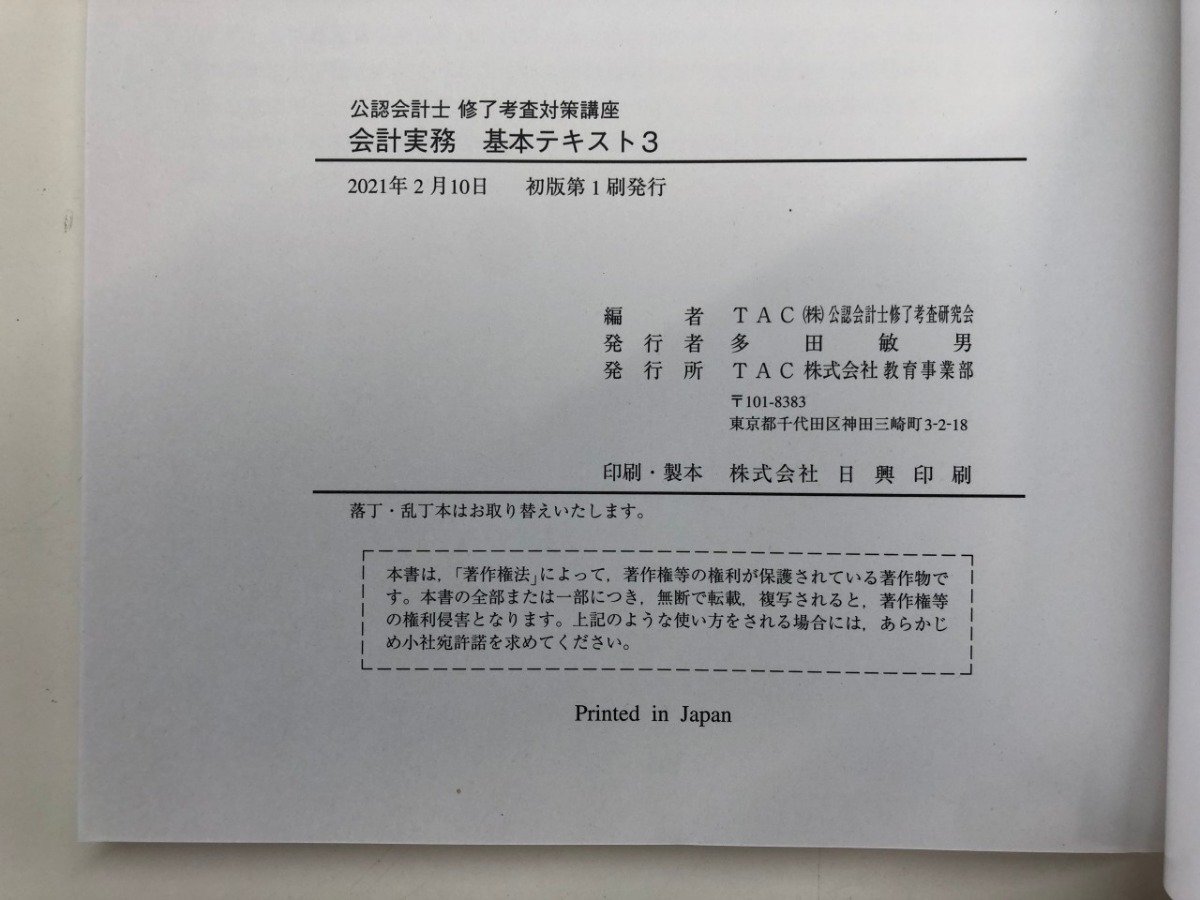 公認会計士 修了考査対策講座
会計実務 基本テキスト3
2021年2月10日 初版第1刷発行
編者 TAC(株)公認会計士修了考査研究会
発行者 多田敏男
発行所 TAC株式会社 教育事業部
〒101-8383
東京都千代田区神田三崎町3-2-18
印刷・製本 株式会社 日興印刷
落丁・乱丁本はお取り替えいたします。
本書は,「著作権法」によって,著作権等の権利が保護されている著作物で
す。本書の全部または一部につき,無断で転載,複写されると,著作権等
の権利侵害となります。上記のような使い方をされる場合には,あらかじ
め小社宛許諾を求めてください。
Printed in Japan